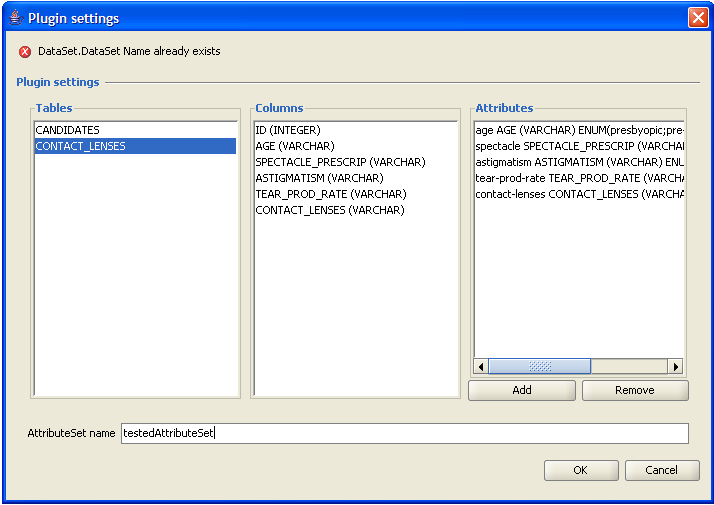 Plugin settings
DataSet.DataSet Name already exists
Plugin settings
Tables
CANDIDATES
CONTACT_LENSES
Columns
ID (INTEGER)
AGE (VARCHAR)
SPECTACLE_PRESCRIP (VARCHAR)
ASTIGMATISM (VARCHAR)
TEAR_PROD_RATE (VARCHAR)
CONTACT_LENSES (VARCHAR)
Attributes
age AGE (VARCHAR) ENUM(presbyopic;pre
spectacle SPECTACLE_PRESCRIP (VARCHAR
astigmatism ASTIGMATISM (VARCHAR) ENU
tear-prod-rate TEAR_PROD_RATE (VARCHA
contact-lenses CONTACT_LENSES (VARCHA
Add Remove
AttributeSet name testedAttributeSet
OK Cancel